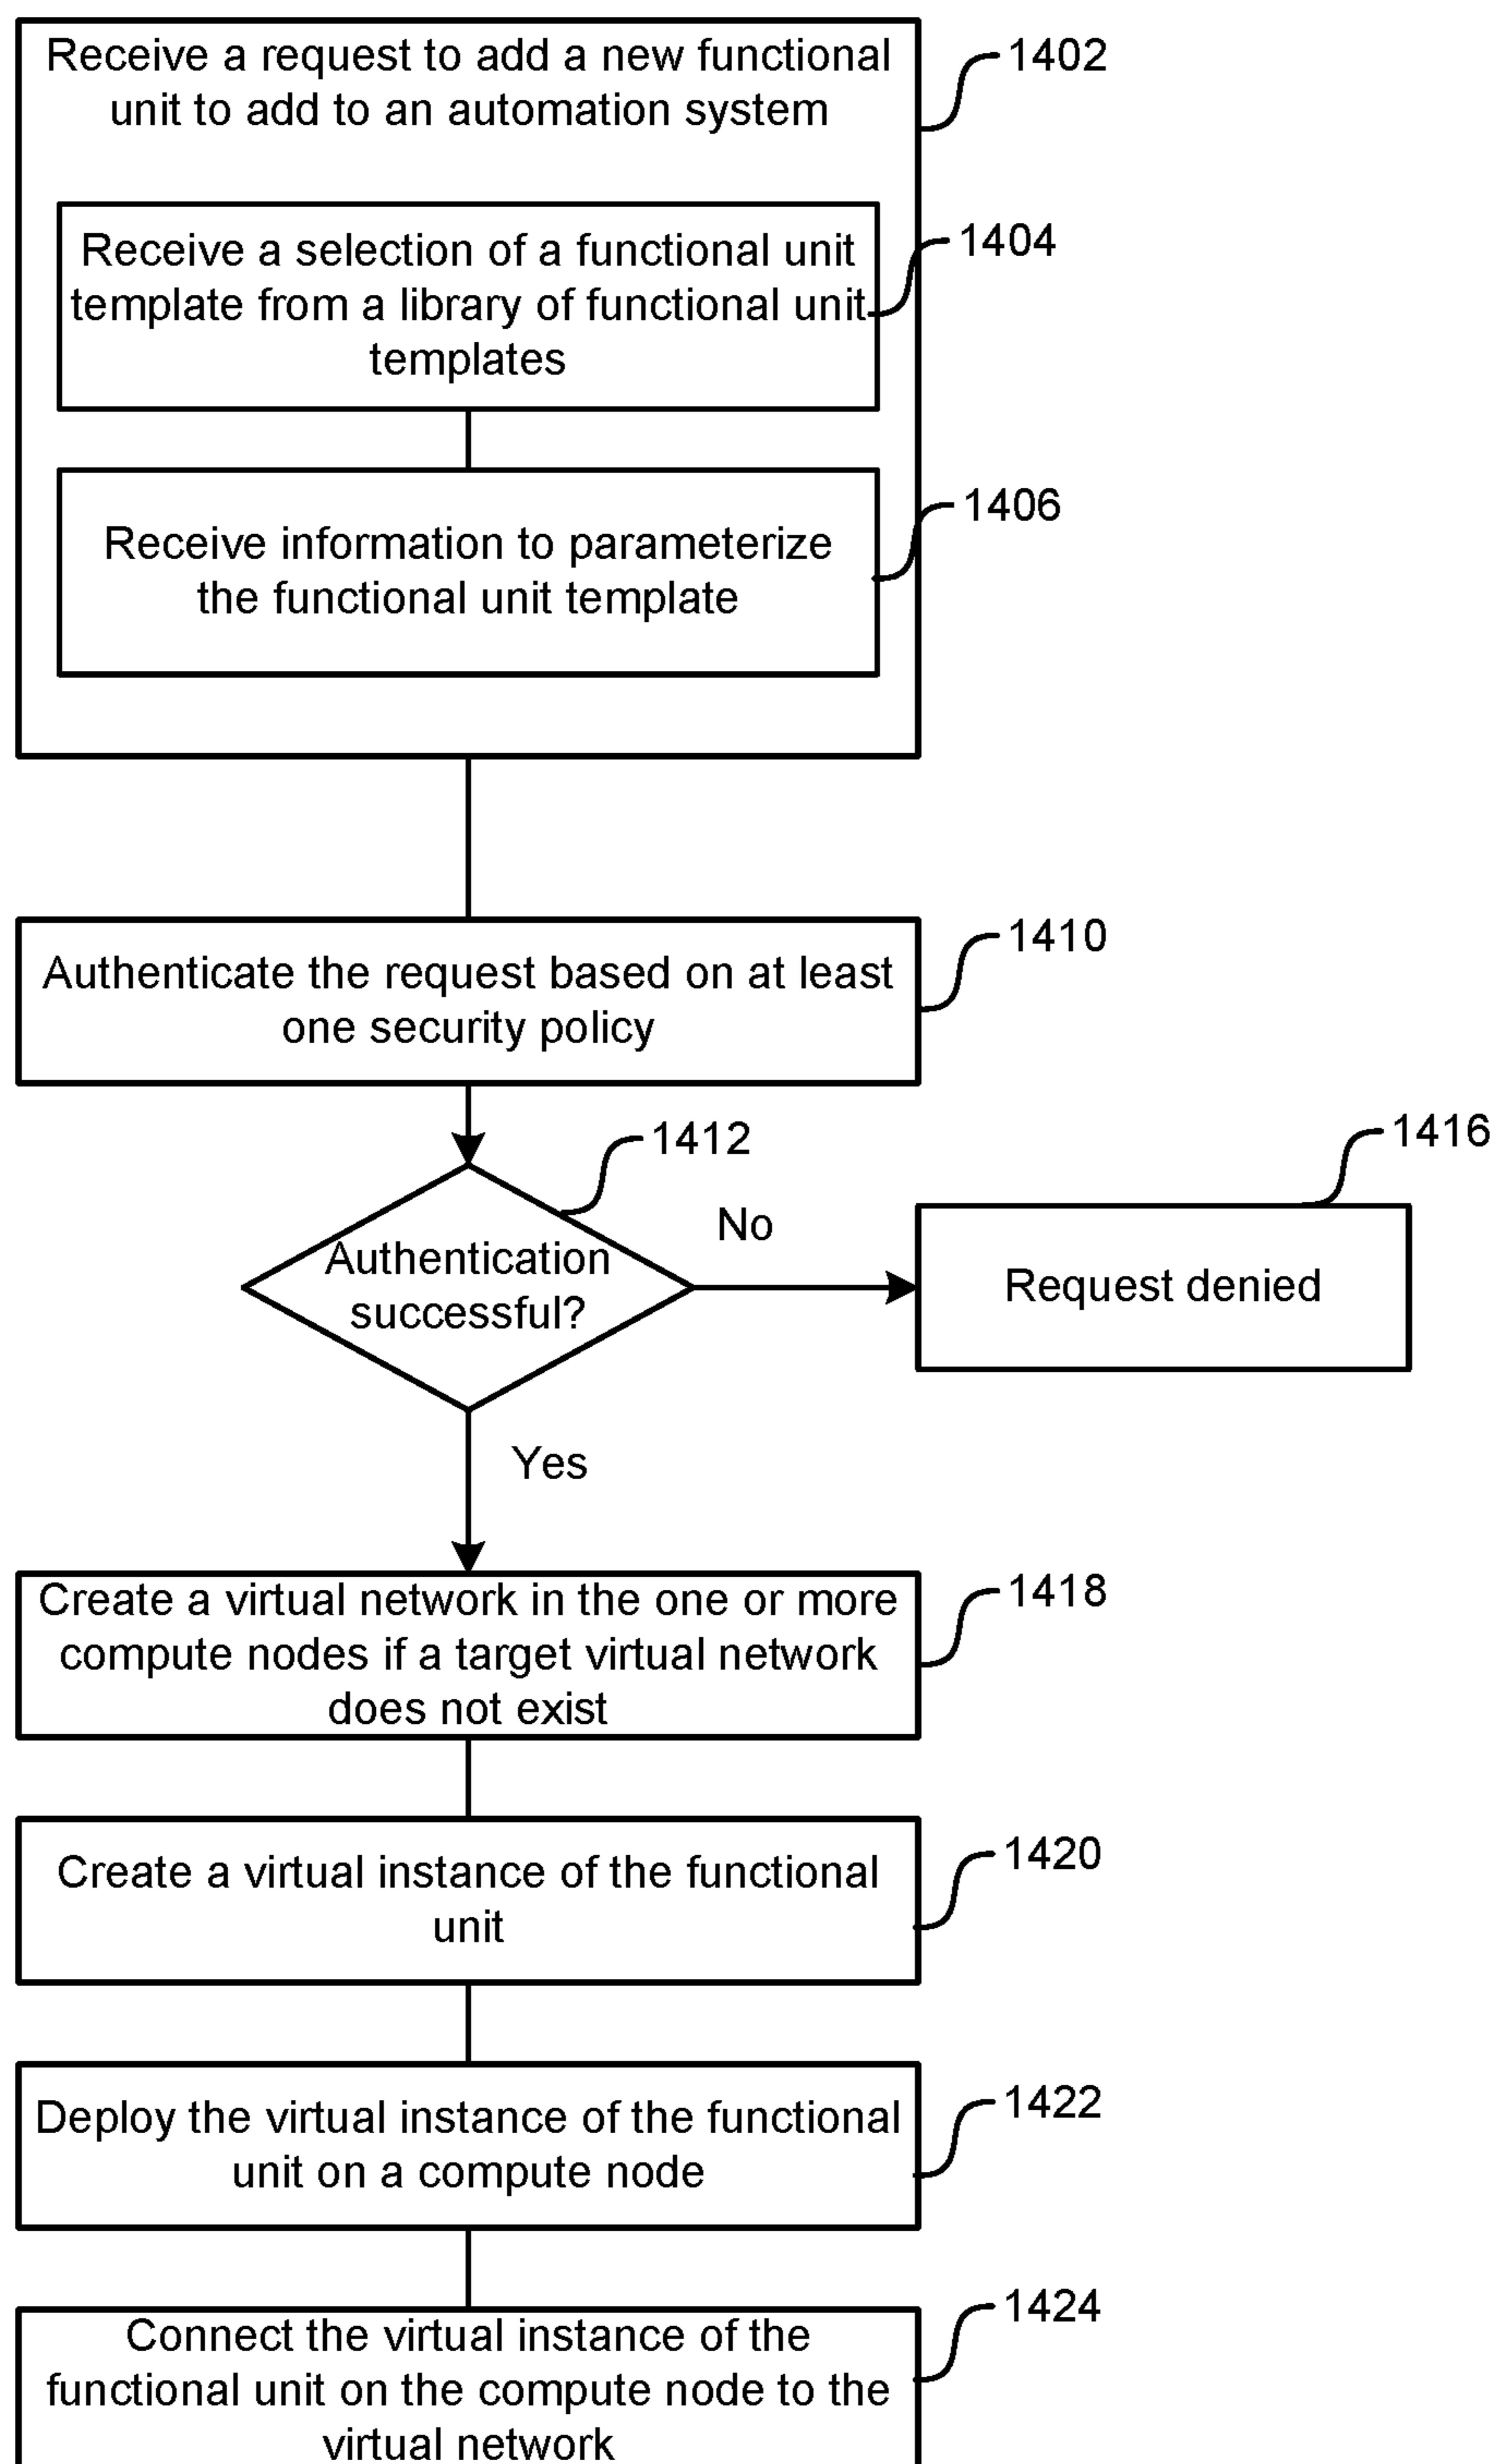 Receive a request to add a new functional
unit to add to an automation system
1402
Receive a selection of a functional unit
template from a library of functional unit
templates
1404
Receive information to parameterize
the functional unit template
1406
Authenticate the request based on at least
one security policy
1410
Authentication
successful?
1412
No
Request denied
1416
Yes
Create a virtual network in the one or more
compute nodes if a target virtual network
does not exist
1418
Create a virtual instance of the functional
unit
1420
Deploy the virtual instance of the functional
unit on a compute node
1422
Connect the virtual instance of the
functional unit on the compute node to the
virtual network
1424